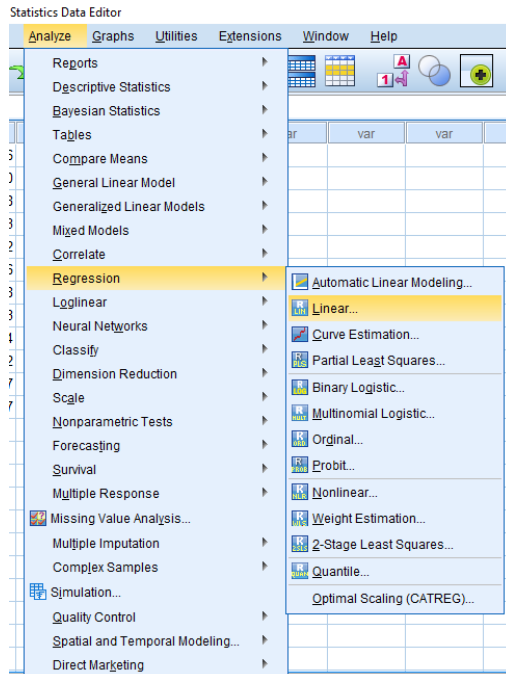 Statistics Data Editor
Analyze Graphs Utilities Extensions Window Help
Reports
Descriptive Statistics
Bayesian Statistics
Tables
Compare Means
General Linear Model
Generalized Linear Models
Mixed Models
Correlate
Regression
Loglinear
Neural Networks
Classify
Dimension Reduction
Scale
Nonparametric Tests
Forecasting
Survival
Multiple Response
Missing Value Analysis...
Multiple Imputation
Complex Samples
Simulation...
Quality Control
Spatial and Temporal Modeling...
Direct Marketing
A
1
var var
Automatic Linear Modeling...
Linear...
Curve Estimation...
Partial Least Squares...
Binary Logistic...
Multinomial Logistic...
Ordinal...
Probit...
Nonlinear...
Weight Estimation...
2-Stage Least Squares...
Quantile...
Optimal Scaling (CATREG)...